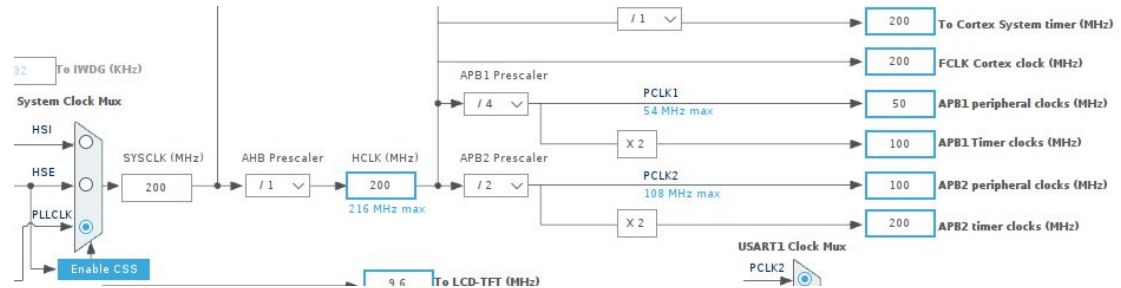 / 1
200
To Cortex System timer (MHz)
200
FCLK Cortex clock (MHz)
32
To IWDG (KHz)
APB1 Prescaler
/ 4
PCLK1
54 MHz max
50
APB1 peripheral clocks (MHz)
System Clock Mux
HSI
X 2
100
APB1 Timer clocks (MHz)
SYSCLK (MHz)
AHB Prescaler
HCLK (MHz)
APB2 Prescaler
HSE
200
/ 1
200
216 MHz max
/ 2
PCLK2
108 MHz max
100
APB2 peripheral clocks (MHz)
PLLCLK
X 2
200
APB2 timer clocks (MHz)
USART1 Clock Mux
Enable CSS
PCLK2
9.6
To LCD-TFT (MHz)